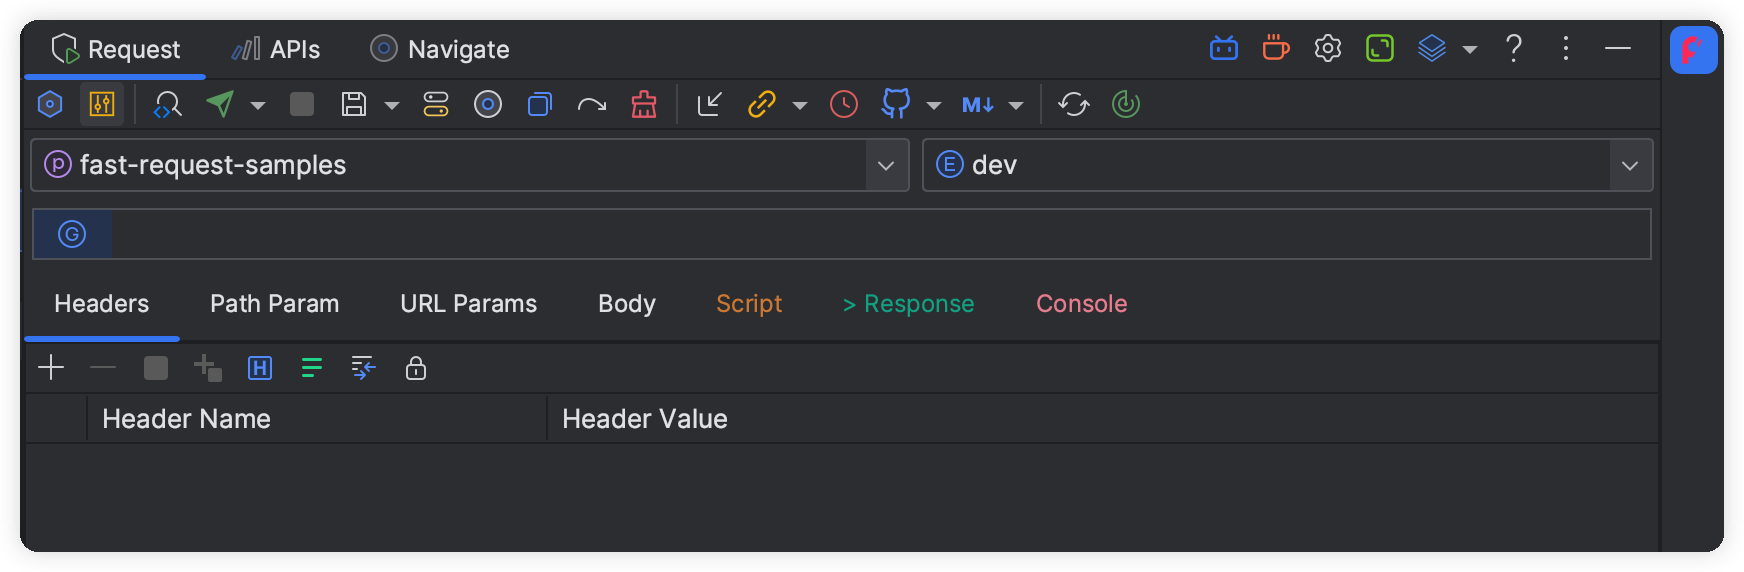 Request APIs Navigate
M↓
P fast-request-samples E dev
G
Headers Path Param URL Params Body Script > Response Console
H
Header Name Header Value